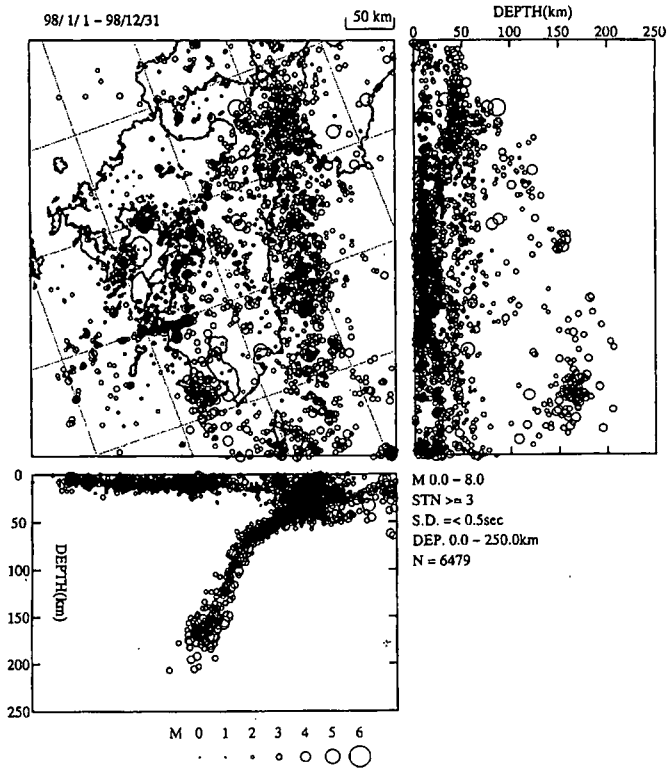 98/ 1/ 1 – 98/12/31
50 km
DEPTH(km)
0 50 100 150 200 250
0
50
100
150
200
250
DEPTH(km)
M 0.0 – 8.0
STN >= 3
S.D. =< 0.5sec
DEP. 0.0 – 250.0km
N = 6479
M 0 1 2 3 4 5 6